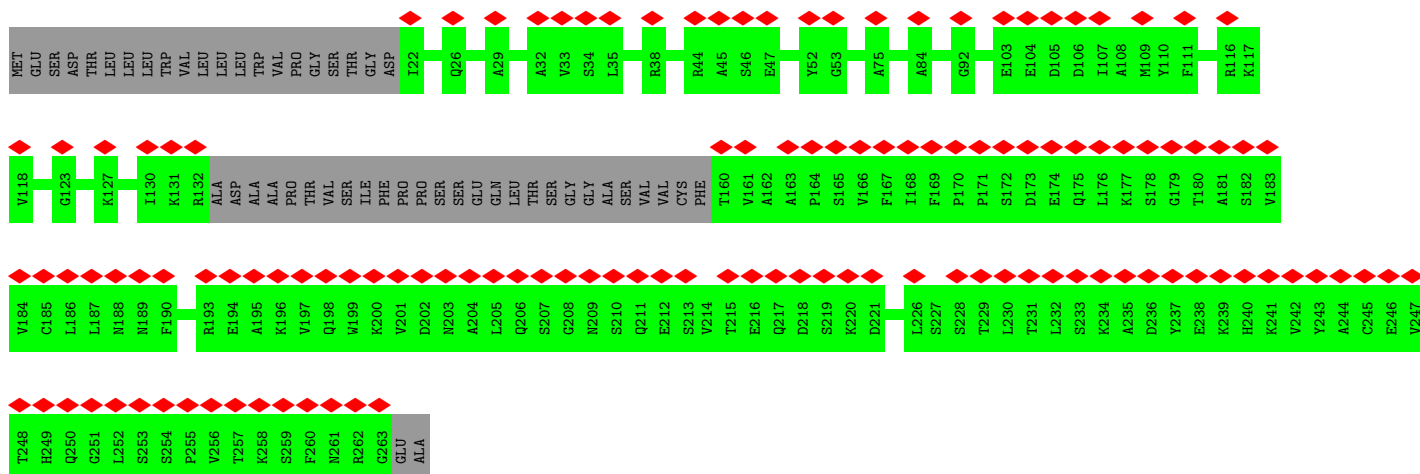 MET GLU SER ASP THR LEU LEU LEU TRP VAL LEU LEU LEU TRP VAL PRO GLY SER THR GLY ASP I22 Q26 A29 A32 V33 S34 L35 R38 R44 A45 S46 E47 Y52 G53 A75 A84 G92 E103 E104 D105 D106 I107 A108 M109 Y110 F111 R116 K117
V118 G123 K127 I130 K131 R132 ALA ASP ALA ALA PRO THR VAL SER ILE PHE PRO PRO SER SER GLU GLN LEU THR SER GLY GLY ALA SER VAL VAL CYS PHE T160 V161 A162 A163 P164 S165 V166 F167 I168 F169 P170 P171 S172 D173 E174 Q175 L176 K177 S178 G179 T180 A181 S182 V183
V184 C185 L186 L187 N188 N189 F190 R193 E194 A195 K196 V197 Q198 W199 K200 V201 D202 N203 A204 L205 Q206 S207 G208 N209 S210 Q211 E212 S213 V214 T215 E216 Q217 D218 S219 K220 D221 L226 S227 S228 T229 L230 T231 L232 S233 K234 A235 D236 Y237 E238 K239 H240 K241 V242 Y243 A244 C245 E246 V247
T248 H249 Q250 G251 L252 S253 S254 P255 V256 T257 K258 S259 F260 N261 R262 G263 GLU ALA